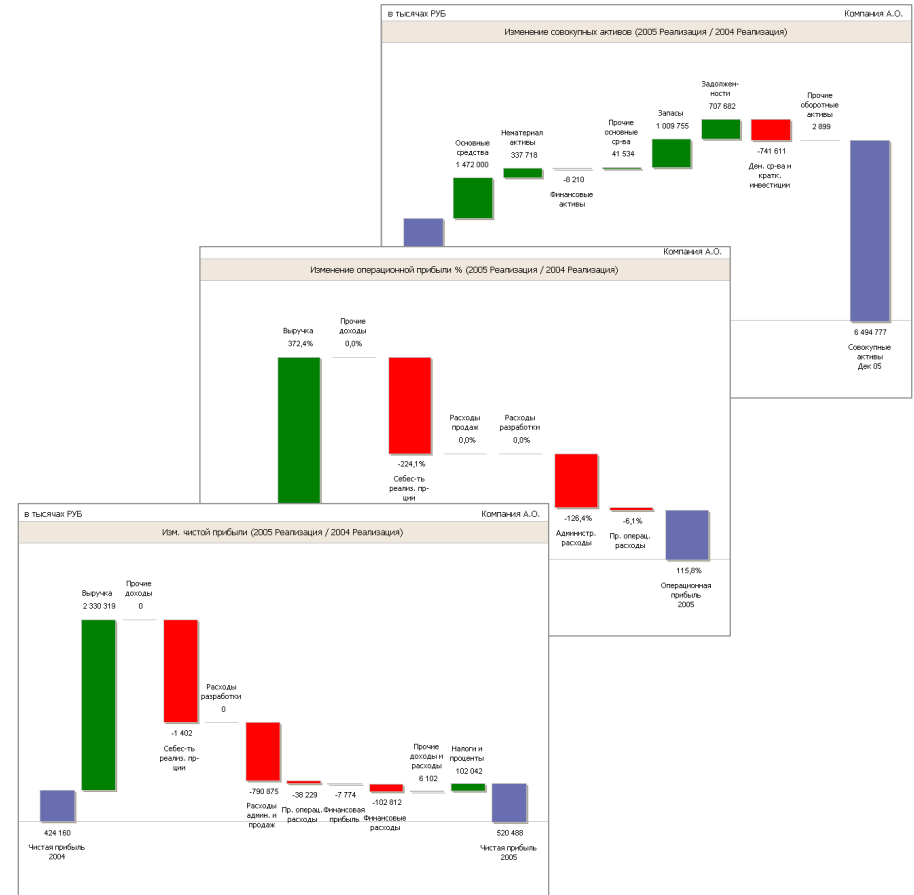 в тысячах РУБ Компания А.О.
Изменение совокупных активов (2005 Реализация / 2004 Реализация)
Основные
средства
1 472 000
Нематериал
активы
337 718
-8 210
Финансовые
активы
Прочие
основные
ср-ва
41 534
Запасы
1 009 755
Задолжен-
ности
707 682
-741 611
Ден. ср-ва и
кратк.
инвестиции
Прочие
оборотные
активы
2 899
6 494 777
Совокупные
активы
Дек 05
Компания А.О.
Изменение операционной прибыли % (2005 Реализация / 2004 Реализация)
Выручка
372,4%
Прочие
доходы
0,0%
-224,1%
Себес-ть
реализ. пр-
ции
Расходы
продаж
0,0%
Расходы
разработки
0,0%
-126,4%
Администр.
расходы
-6,1%
Пр. операц.
расходы
115,8%
Операционная
прибыль
2005
в тысячах РУБ Компания А.О.
Изм. чистой прибыли (2005 Реализация / 2004 Реализация)
424 160
Чистая прибыль
2004
Выручка
2 330 319
Прочие
доходы
0
-1 402
Себес-ть
реализ. пр-
ции
Расходы
разработки
0
-790 875
Расходы
админ. и
продаж
-38 229
Пр. операц.
расходы
-7 774
Финансовая
прибыль
-102 812
Финансовые
расходы
Прочие
доходы и
расходы
6 102
Налоги и
проценты
102 042
520 488
Чистая прибыль
2005